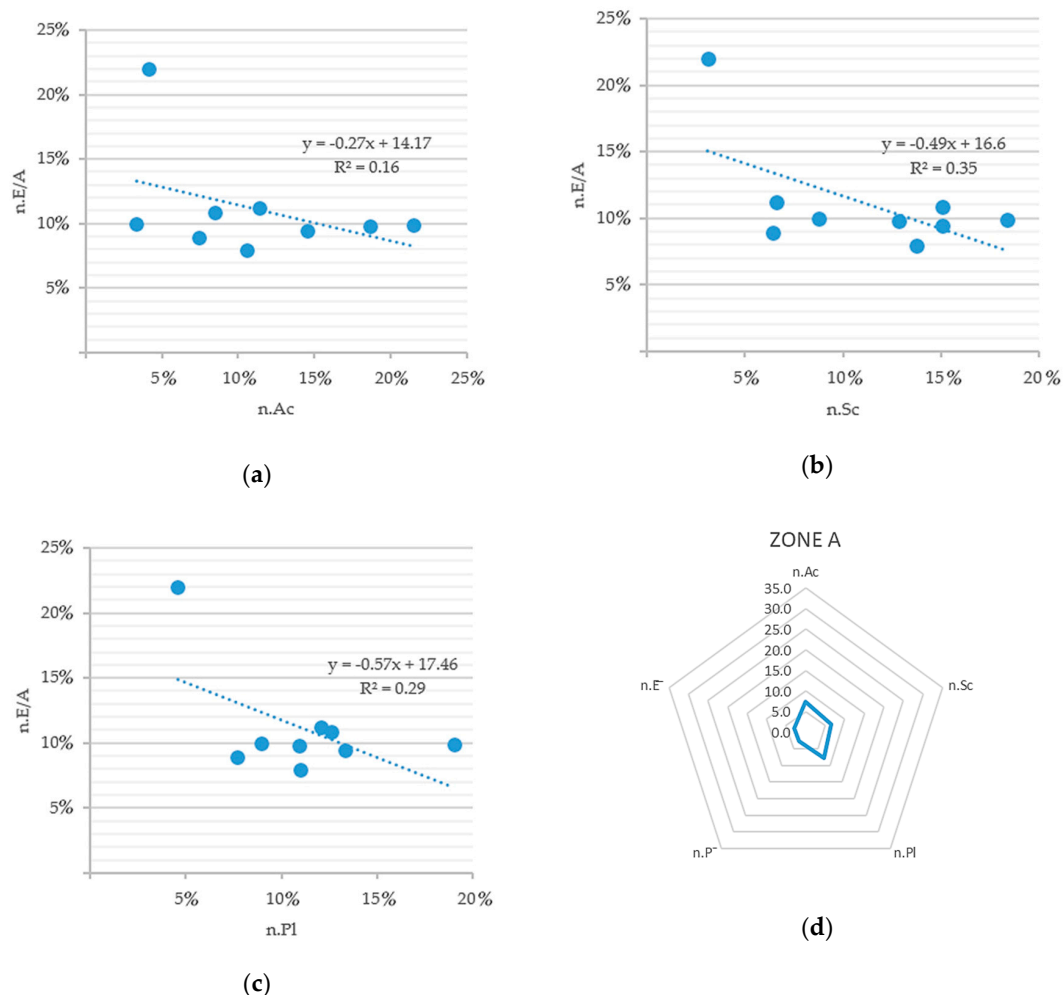 25%
20%
15%
10%
5%
n.E/A
y = -0.27x + 14.17
R² = 0.16
5% 10% 15% 20% 25%
n.Ac
(a)
25%
20%
15%
10%
5%
n.E/A
y = -0.49x + 16.6
R² = 0.35
5% 10% 15% 20%
n.Sc
(b)
25%
20%
15%
10%
5%
n.E/A
y = -0.57x + 17.46
R² = 0.29
5% 10% 15% 20%
n.Pl
(c)
ZONE A
n.Ac
35.0
30.0
25.0
20.0
15.0
10.0
5.0
0.0
n.E⁻
n.Sc
n.P⁻
n.Pl
(d)